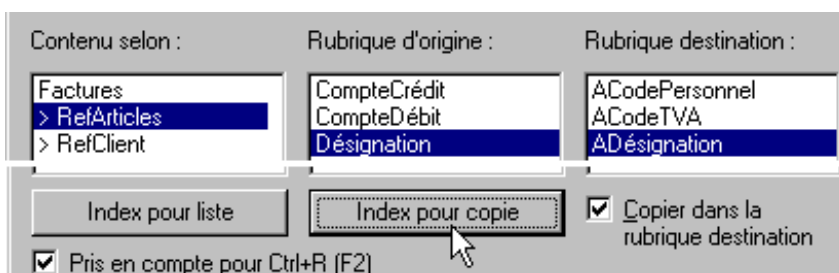 Contenu selon :
Rubrique d'origine :
Rubrique destination :
Factures
> RefArticles
> RefClient
CompteCrédit
CompteDébit
Désignation
ACodePersonnel
ACodeTVA
ADésignation
Index pour liste
Index pour copie
Copier dans la
rubrique destination
Pris en compte pour Ctrl+R (F2)